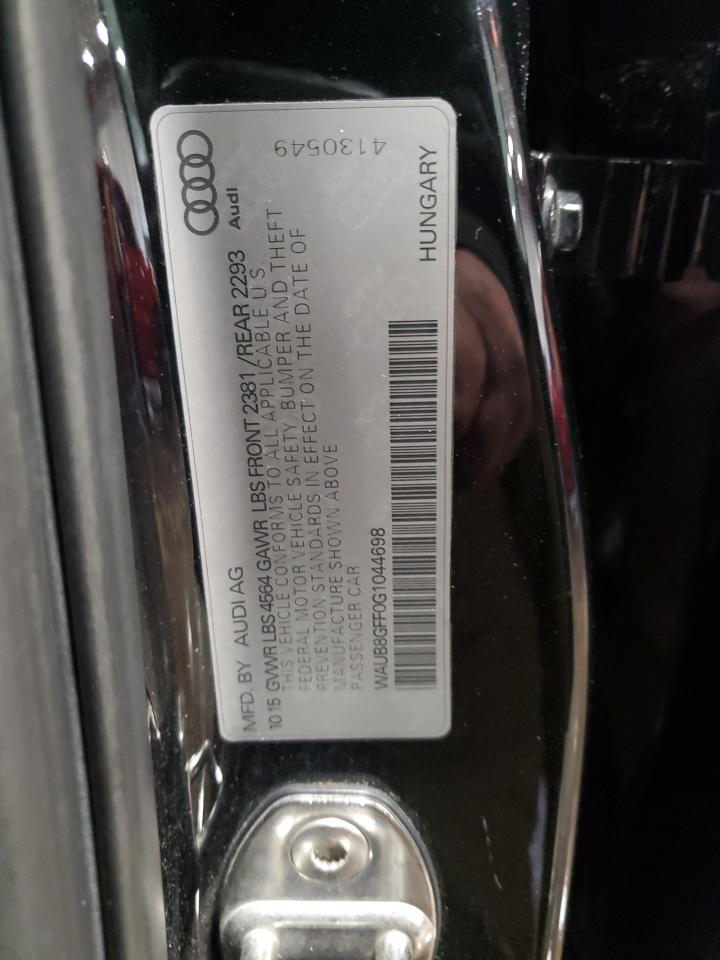 MFD. BY AUDI AG
Audi
10 15 GVWR LBS 4564 GAWR LBS FRONT 2381 /REAR 2293
THIS VEHICLE CONFORMS TO ALL APPLICABLE U S.
FEDERAL MOTOR VEHICLE SAFETY, BUMPER AND THEFT
PREVENTION STANDARDS IN EFFECT ON THE DATE OF
MANUFACTURE SHOWN ABOVE
PASSENGER CAR
WAUB8GFF0G1044698
HUNGARY
4130549